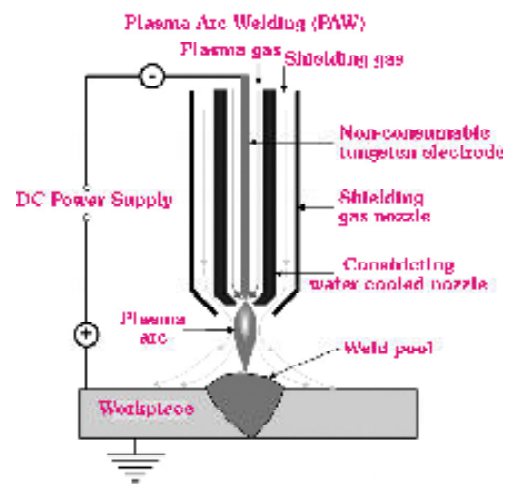 Plasma Arc Welding (PAW)
Plasma gas
Shielding gas
-
Non-consumable
tungsten electrode
DC Power Supply
Shielding
gas nozzle
Constricting
water cooled nozzle
Plasma
arc
+
Weld pool
Workpiece